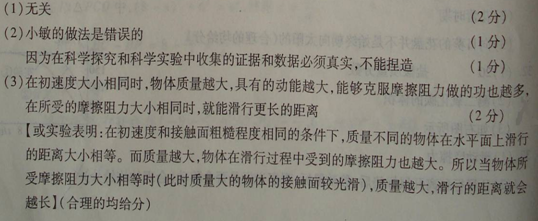 (1)无关 (2分)
(2)小敏的做法是错误的 (1分)
因为在科学探究和科学实验中收集的证据和数据必须真实,不能捏造 (1分)
(3)在初速度大小相同时,物体质量越大,具有的动能越大,能够克服摩擦阻力做的功也越多,
在所受的摩擦阻力大小相同时,就能滑行更长的距离 (2分)
【或实验表明:在初速度和接触面粗糙程度相同的条件下,质量不同的物体在水平面上滑行
的距离大小相等。而质量越大,物体在滑行过程中受到的摩擦阻力也越大。所以当物体所
受摩擦阻力大小相等时(此时质量大的物体的接触面较光滑),质量越大,滑行的距离就会
越长】(合理的均给分)